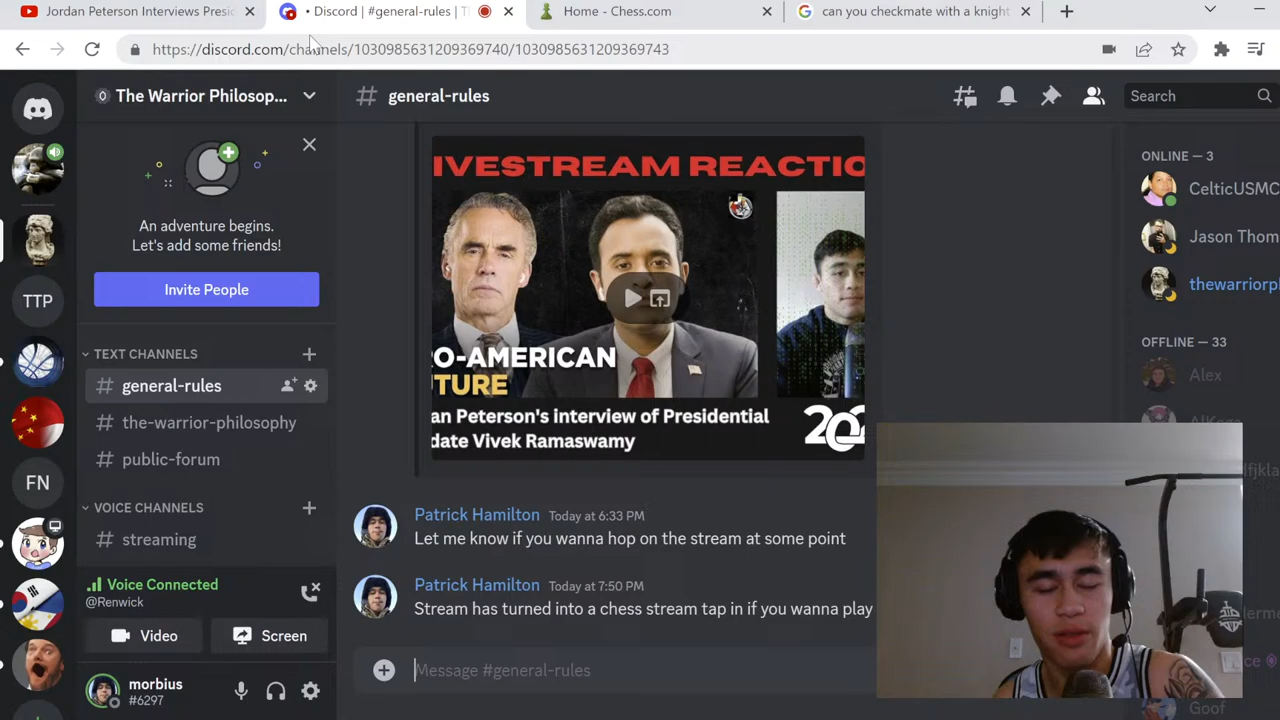 Jordan Peterson Interviews Presi
• Discord | #general-rules | T
Home - Chess.com
can you checkmate with a knight
https://discord.com/channels/1030985631209369740/1030985631209369743
The Warrior Philosop...
general-rules
Search
An adventure begins.
Let's add some friends!
Invite People
TTP
TEXT CHANNELS
general-rules
the-warrior-philosophy
public-forum
FN
VOICE CHANNELS
streaming
Voice Connected
@Renwick
Video
Screen
morbius
#6297
IVESTREAM REACTIO
O-AMERICAN
TURE
an Peterson's interview of Presidential
date Vivek Ramaswamy
202
Patrick Hamilton Today at 6:33 PM
Let me know if you wanna hop on the stream at some point
Patrick Hamilton Today at 7:50 PM
Stream has turned into a chess stream tap in if you wanna play
Message #general-rules
ONLINE — 3
CelticUSMC
Jason Thom
thewarriorpl
OFFLINE — 33
Alex
Goof